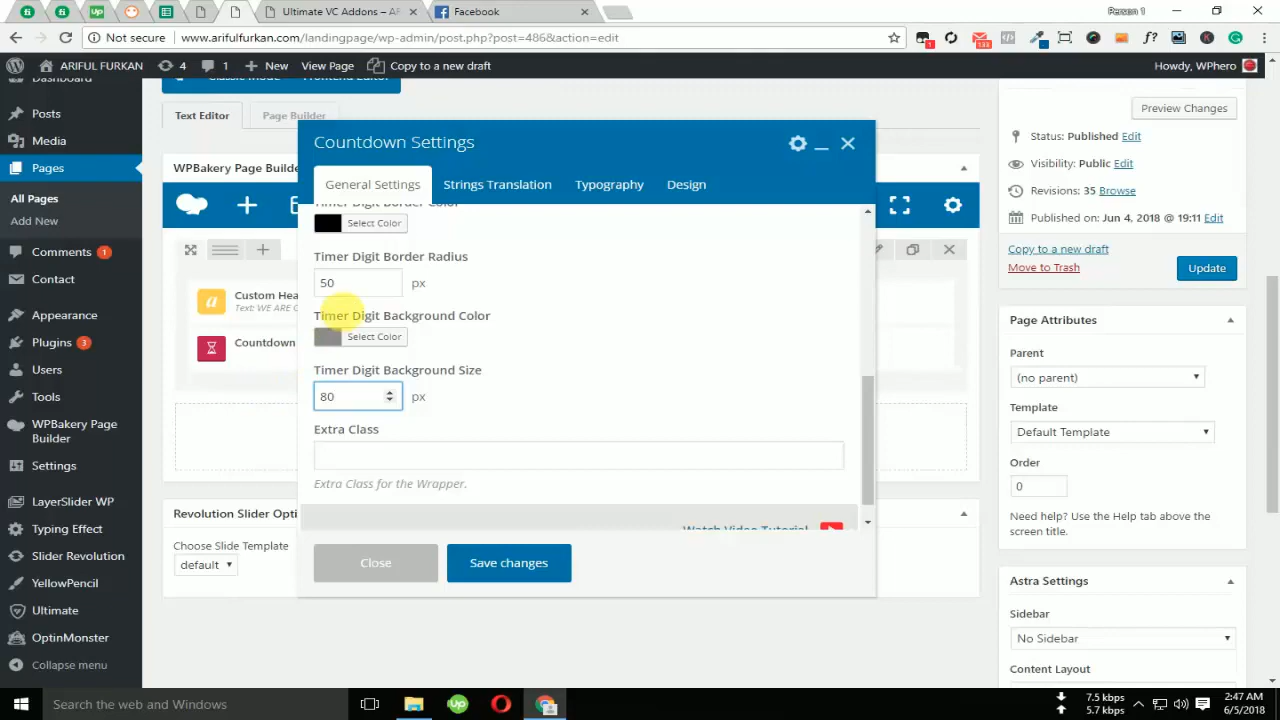 Ultimate VC Addons – A
Facebook
Person 1
Not secure
www.arifulfurkan.com/landingpage/wp-admin/post.php?post=486&action=edit
1
133
ARIFUL FURKAN
4
1
New
View Page
Copy to a new draft
Howdy, WPhero
Dashboard
Posts
Media
Pages
All Pages
Add New
Comments 1
Contact
Appearance
Plugins 3
Users
Tools
WPBakery Page
Builder
Settings
LayerSlider WP
Typing Effect
Slider Revolution
YellowPencil
Ultimate
OptinMonster
Collapse menu
Classic Mode
Frontend Editor
Text Editor
Page Builder
WPBakery Page Builder
Custom Hea
Text: WE ARE
Countdown
Revolution Slider Opti
Choose Slide Template
default
Countdown Settings
General Settings
Strings Translation
Typography
Design
Timer Digit Border Color
Select Color
Timer Digit Border Radius
50 px
Timer Digit Background Color
Select Color
Timer Digit Background Size
80 px
Extra Class
Extra Class for the Wrapper.
Watch Video Tutorial
Close
Save changes
Preview Changes
Status: Published Edit
Visibility: Public Edit
Revisions: 35 Browse
Published on: Jun 4, 2018 @ 19:11 Edit
Copy to a new draft
Move to Trash
Update
Page Attributes
Parent
(no parent)
Template
Default Template
Order
0
Need help? Use the Help tab above the
screen title.
Astra Settings
Sidebar
No Sidebar
Content Layout
Search the web and Windows
7.5 kbps
5.7 kbps
2:47 AM
6/5/2018